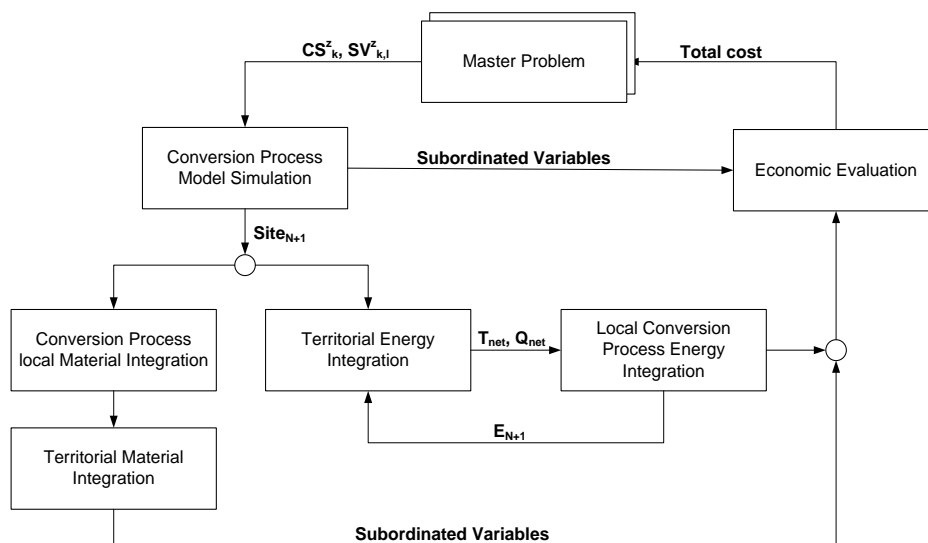 CS^z_k, SV^z_k,l
Master Problem
Total cost
Conversion Process
Model Simulation
Subordinated Variables
Economic Evaluation
Site_N+1
Conversion Process
local Material Integration
Territorial Energy
Integration
T_net, Q_net
Local Conversion
Process Energy
Integration
E_N+1
Territorial Material
Integration
Subordinated Variables